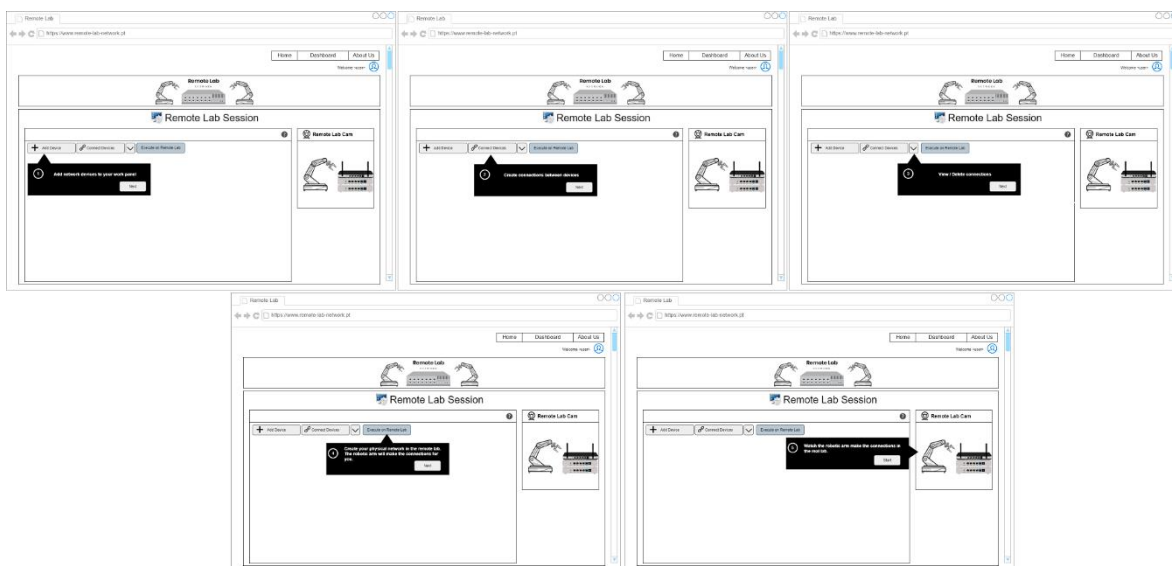 Remote Lab
https://www.remote-lab-network.pt
Home Dashboard About Us
Welcome
Remote Lab
Remote Lab Session
Add Device Connect Devices Execute on Remote Lab
Remote Lab Cam
1 Add network devices to your work panel
Next
Remote Lab
https://www.remote-lab-network.pt
Home Dashboard About Us
Welcome
Remote Lab
Remote Lab Session
Add Device Connect Devices Execute on Remote Lab
Remote Lab Cam
2 Create connections between devices
Next
Remote Lab
https://www.remote-lab-network.pt
Home Dashboard About Us
Welcome
Remote Lab
Remote Lab Session
Add Device Connect Devices Execute on Remote Lab
Remote Lab Cam
3 View / Delete connections
Next
Remote Lab
https://www.remote-lab-network.pt
Home Dashboard About Us
Welcome
Remote Lab
Remote Lab Session
Add Device Connect Devices Execute on Remote Lab
Remote Lab Cam
4 Create your physical network in the remote lab.
The robotic arm will make the connections for
you.
Next
Remote Lab
https://www.remote-lab-network.pt
Home Dashboard About Us
Welcome
Remote Lab
Remote Lab Session
Add Device Connect Devices Execute on Remote Lab
Remote Lab Cam
5 Watch the robotic arm make the connections in
the real lab.